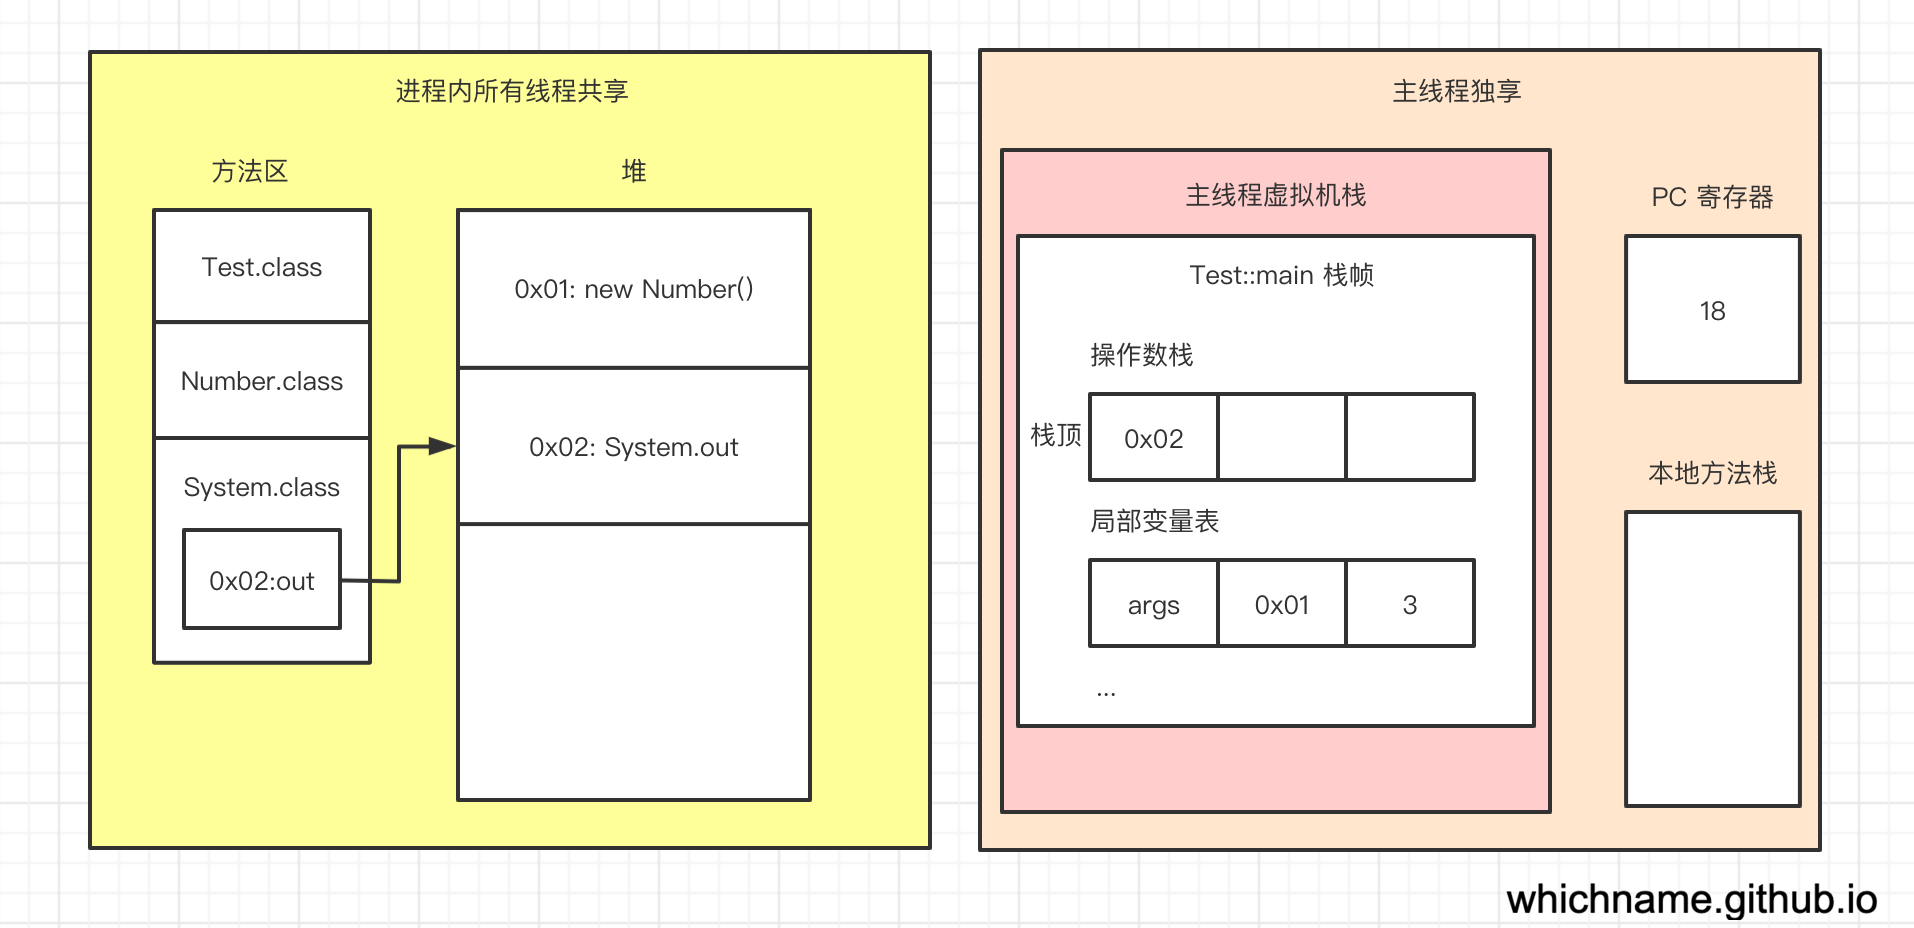 进程内所有线程共享
方法区
堆
Test.class
Number.class
System.class
0x02:out
0x01: new Number()
0x02: System.out
主线程独享
主线程虚拟机栈
Test::main 栈帧
操作数栈
栈顶
0x02
局部变量表
args
0x01
3
...
PC 寄存器
18
本地方法栈
whichname.github.io